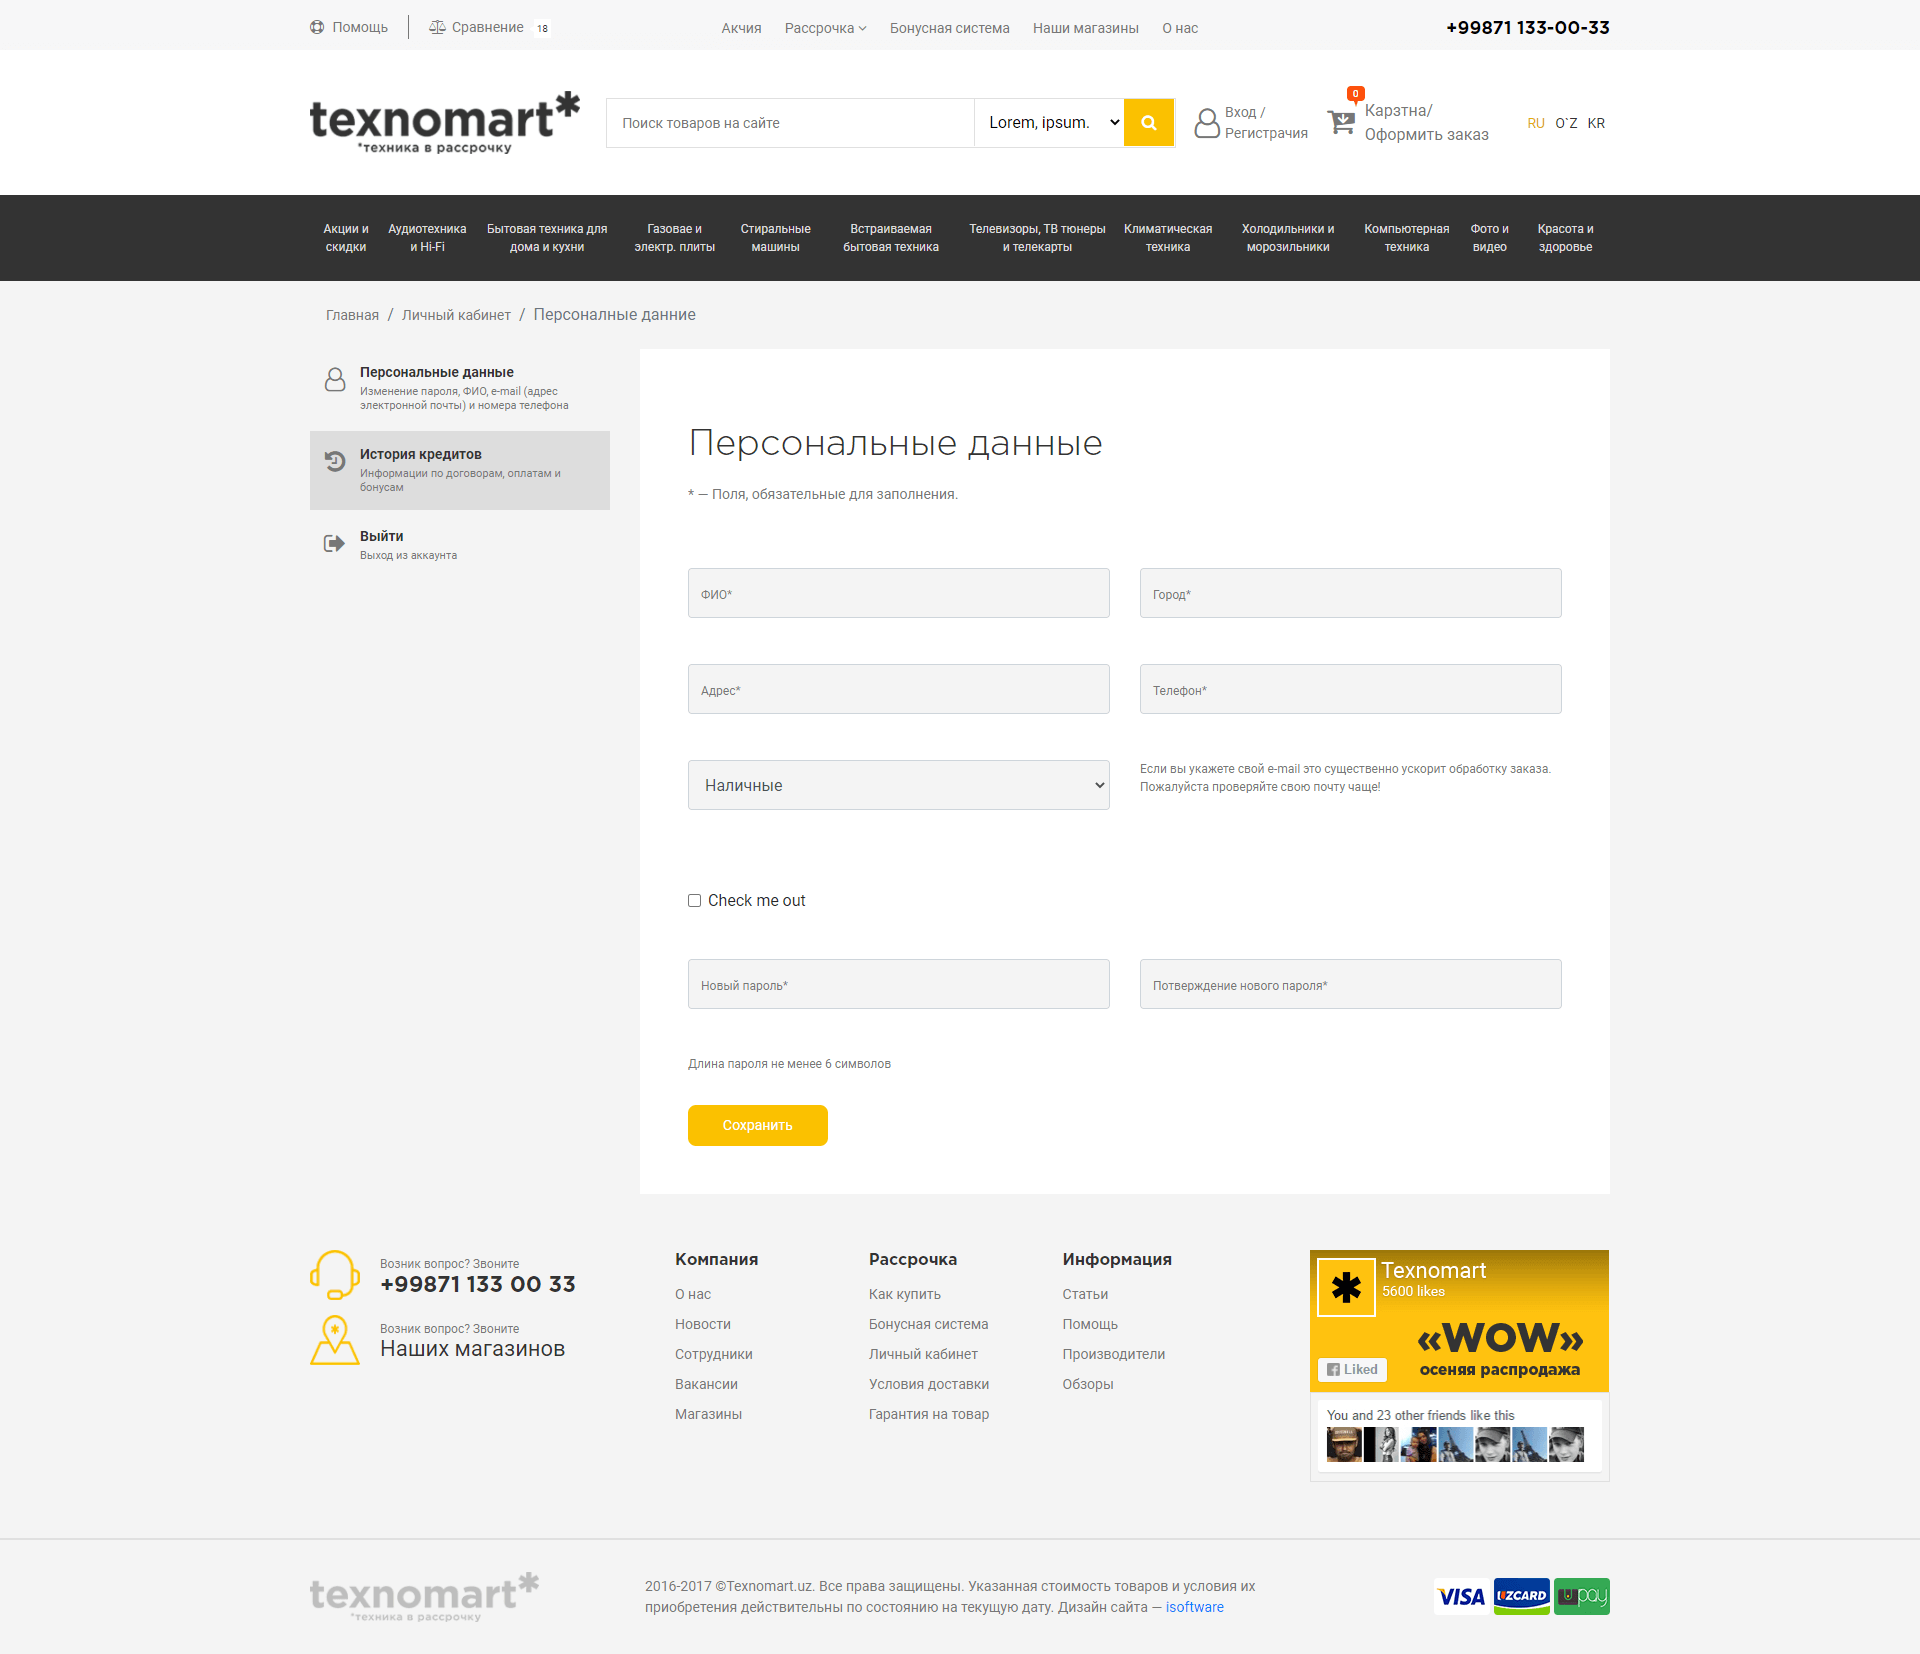 Помощь
Сравнение 18
Акчия
Рассрочка
Бонусная система
Наши магазины
О нас
+99871 133-00-33
texnomart*
*техника в рассрочку
Поиск товаров на сайте
Lorem, ipsum.
Вход /
Регистрачия
0
Карзтна/
Оформить заказ
RU O`Z KR
Акции и
скидки
Аудиотехника
и Hi-Fi
Бытовая техника для
дома и кухни
Газовае и
электр. плиты
Стиральные
машины
Встраиваемая
бытовая техника
Телевизоры, ТВ тюнеры
и телекарты
Климатическая
техника
Холодильники и
морозильники
Компьютерная
техника
Фото и
видео
Красота и
здоровье
Главная / Личный кабинет / Персоналные данние
Персональные данные
Изменение пароля, ФИО, e-mail (адрес
электронной почты) и номера телефона
История кредитов
Информации по договорам, оплатам и
бонусам
Выйти
Выход из аккаунта
Персональные данные
* — Поля, обязательные для заполнения.
ФИО*
Город*
Адрес*
Телефон*
Наличные
Если вы укажете свой e-mail это существенно ускорит обработку заказа.
Пожалуйста проверяйте свою почту чаще!
Check me out
Новый пароль*
Потверждение нового пароля*
Длина пароля не менее 6 символов
Сохранить
Возник вопрос? Звоните
+99871 133 00 33
Возник вопрос? Звоните
Наших магазинов
Компания
О нас
Новости
Сотрудники
Вакансии
Магазины
Рассрочка
Как купить
Бонусная система
Личный кабинет
Условия доставки
Гарантия на товар
Информация
Статьи
Помощь
Производители
Обзоры
Texnomart
5600 likes
«WOW»
осеняя распродажа
Liked
You and 23 other friends like this
texnomart*
*техника в рассрочку
2016-2017 ©Texnomart.uz. Все права защищены. Указанная стоимость товаров и условия их
приобретения действительны по состоянию на текущую дату. Дизайн сайта — isoftware
VISA
UZCARD
Upay